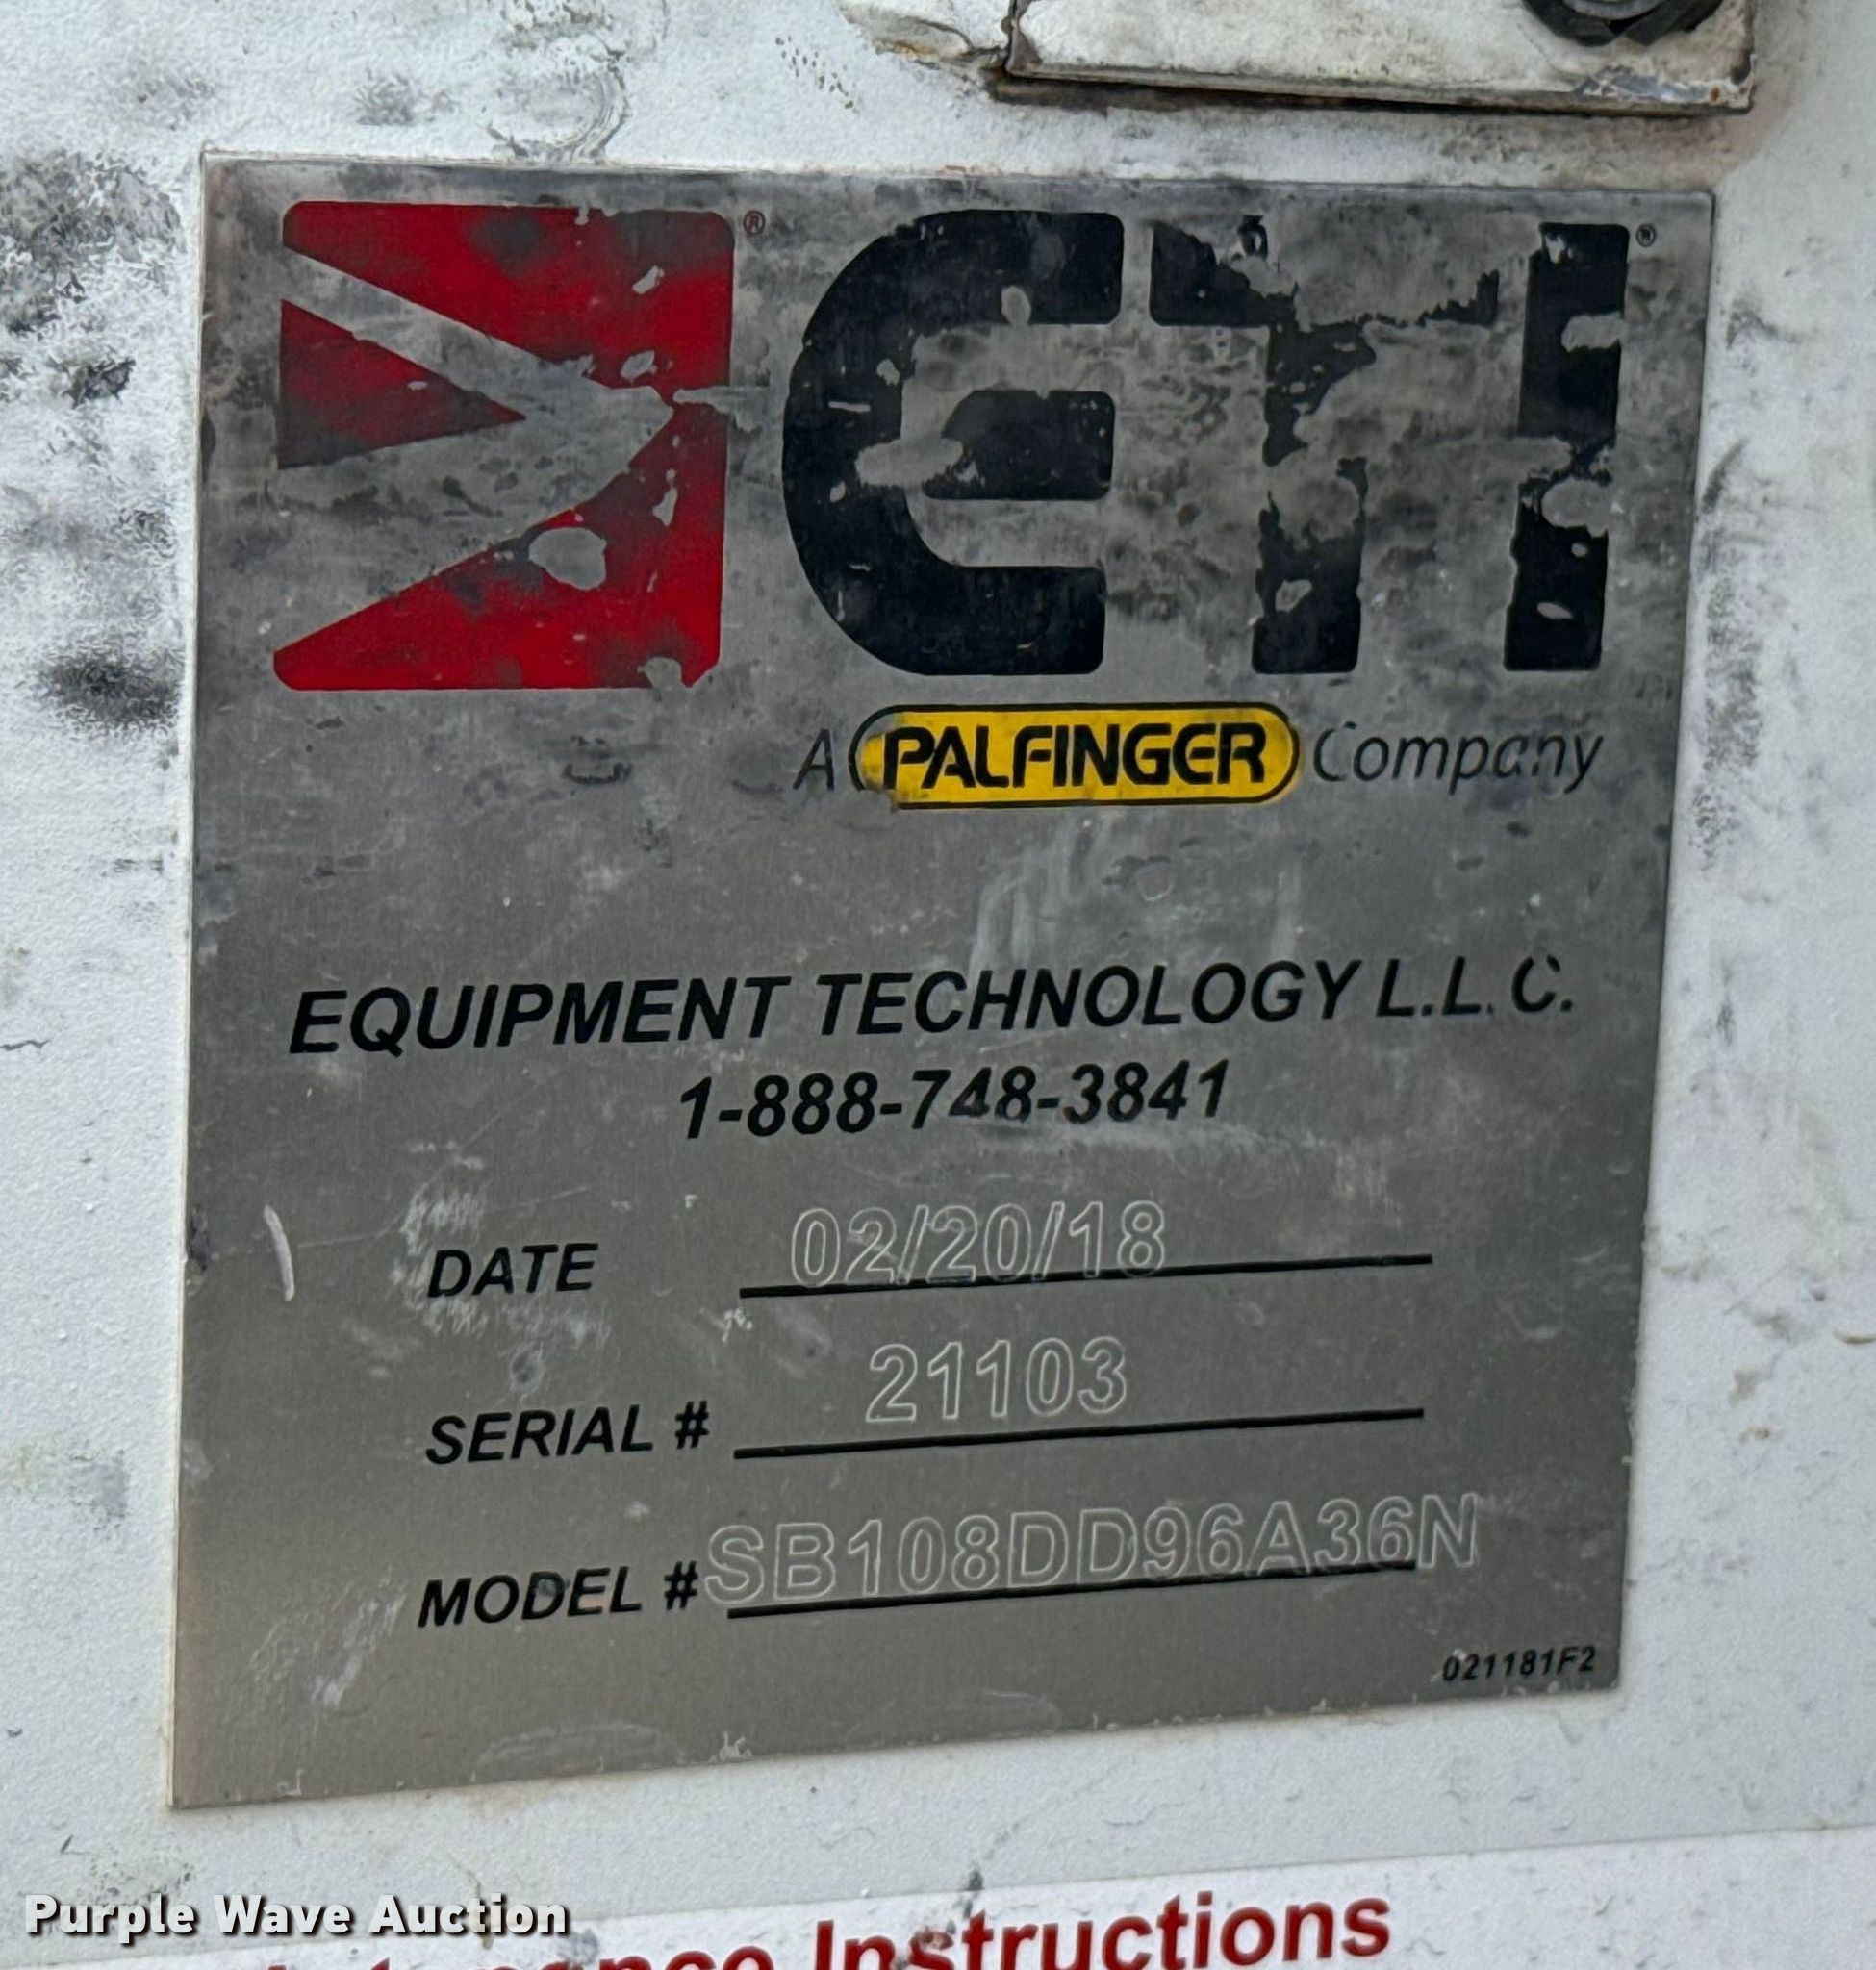 ® ETI ®
A PALFINGER Company
EQUIPMENT TECHNOLOGY L.L.C.
1-888-748-3841
DATE 02/20/18
SERIAL # 21103
MODEL # SB108DD96A36N
021181F2
Purple Wave Auction
Instructions